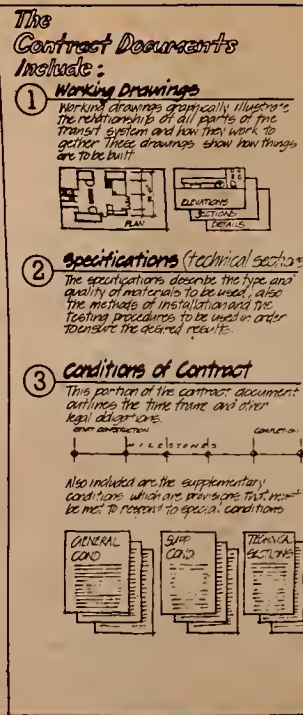 The
Contract Documents
Include:
1 Working Drawings
Working drawings graphically illustrate
the relationship of all parts of the
transit system and how they work to
gether These drawings show how things
are to be built
PLAN
ELEVATIONS
SECTIONS
DETAILS
2 Specifications (technical sections
The specifications describe the type and
quality of materials to be used, also
the methods of installation and the
testing procedures to be used in order
to ensure the desired results.
3 Conditions of Contract
This portion of the contract document
outlines the time frame and other
legal obligations.
START CONSTRUCTION COMPLETION
MILESTONES
Also included are the supplementary
conditions which are provisions that must
be met to respond to special conditions
GENERAL
COND
SUPP
COND
TECHNICAL
SECTIONS